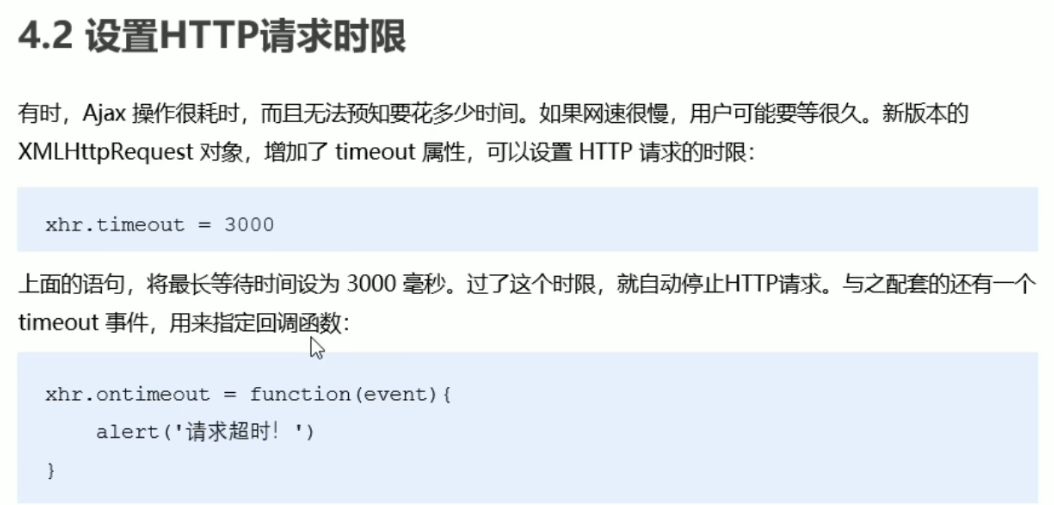 4.2 设置HTTP请求时限
有时，Ajax 操作很耗时，而且无法预知要花多少时间。如果网速很慢，用户可能要等很久。新版本的
XMLHttpRequest 对象，增加了 timeout 属性，可以设置 HTTP 请求的时限：
xhr.timeout = 3000
上面的语句，将最长等待时间设为 3000 毫秒。过了这个时限，就自动停止HTTP请求。与之配套的还有一个
timeout 事件，用来指定回调函数：
xhr.ontimeout = function(event){
    alert('请求超时！')
}